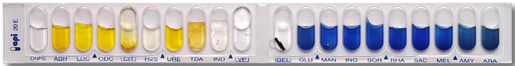 api 20 E
ONPG ADH LDC ODC |CIT| H2S URE TDA IND |VP| |GEL| GLU MAN INO SOR RHA SAC MEL AMY ARA